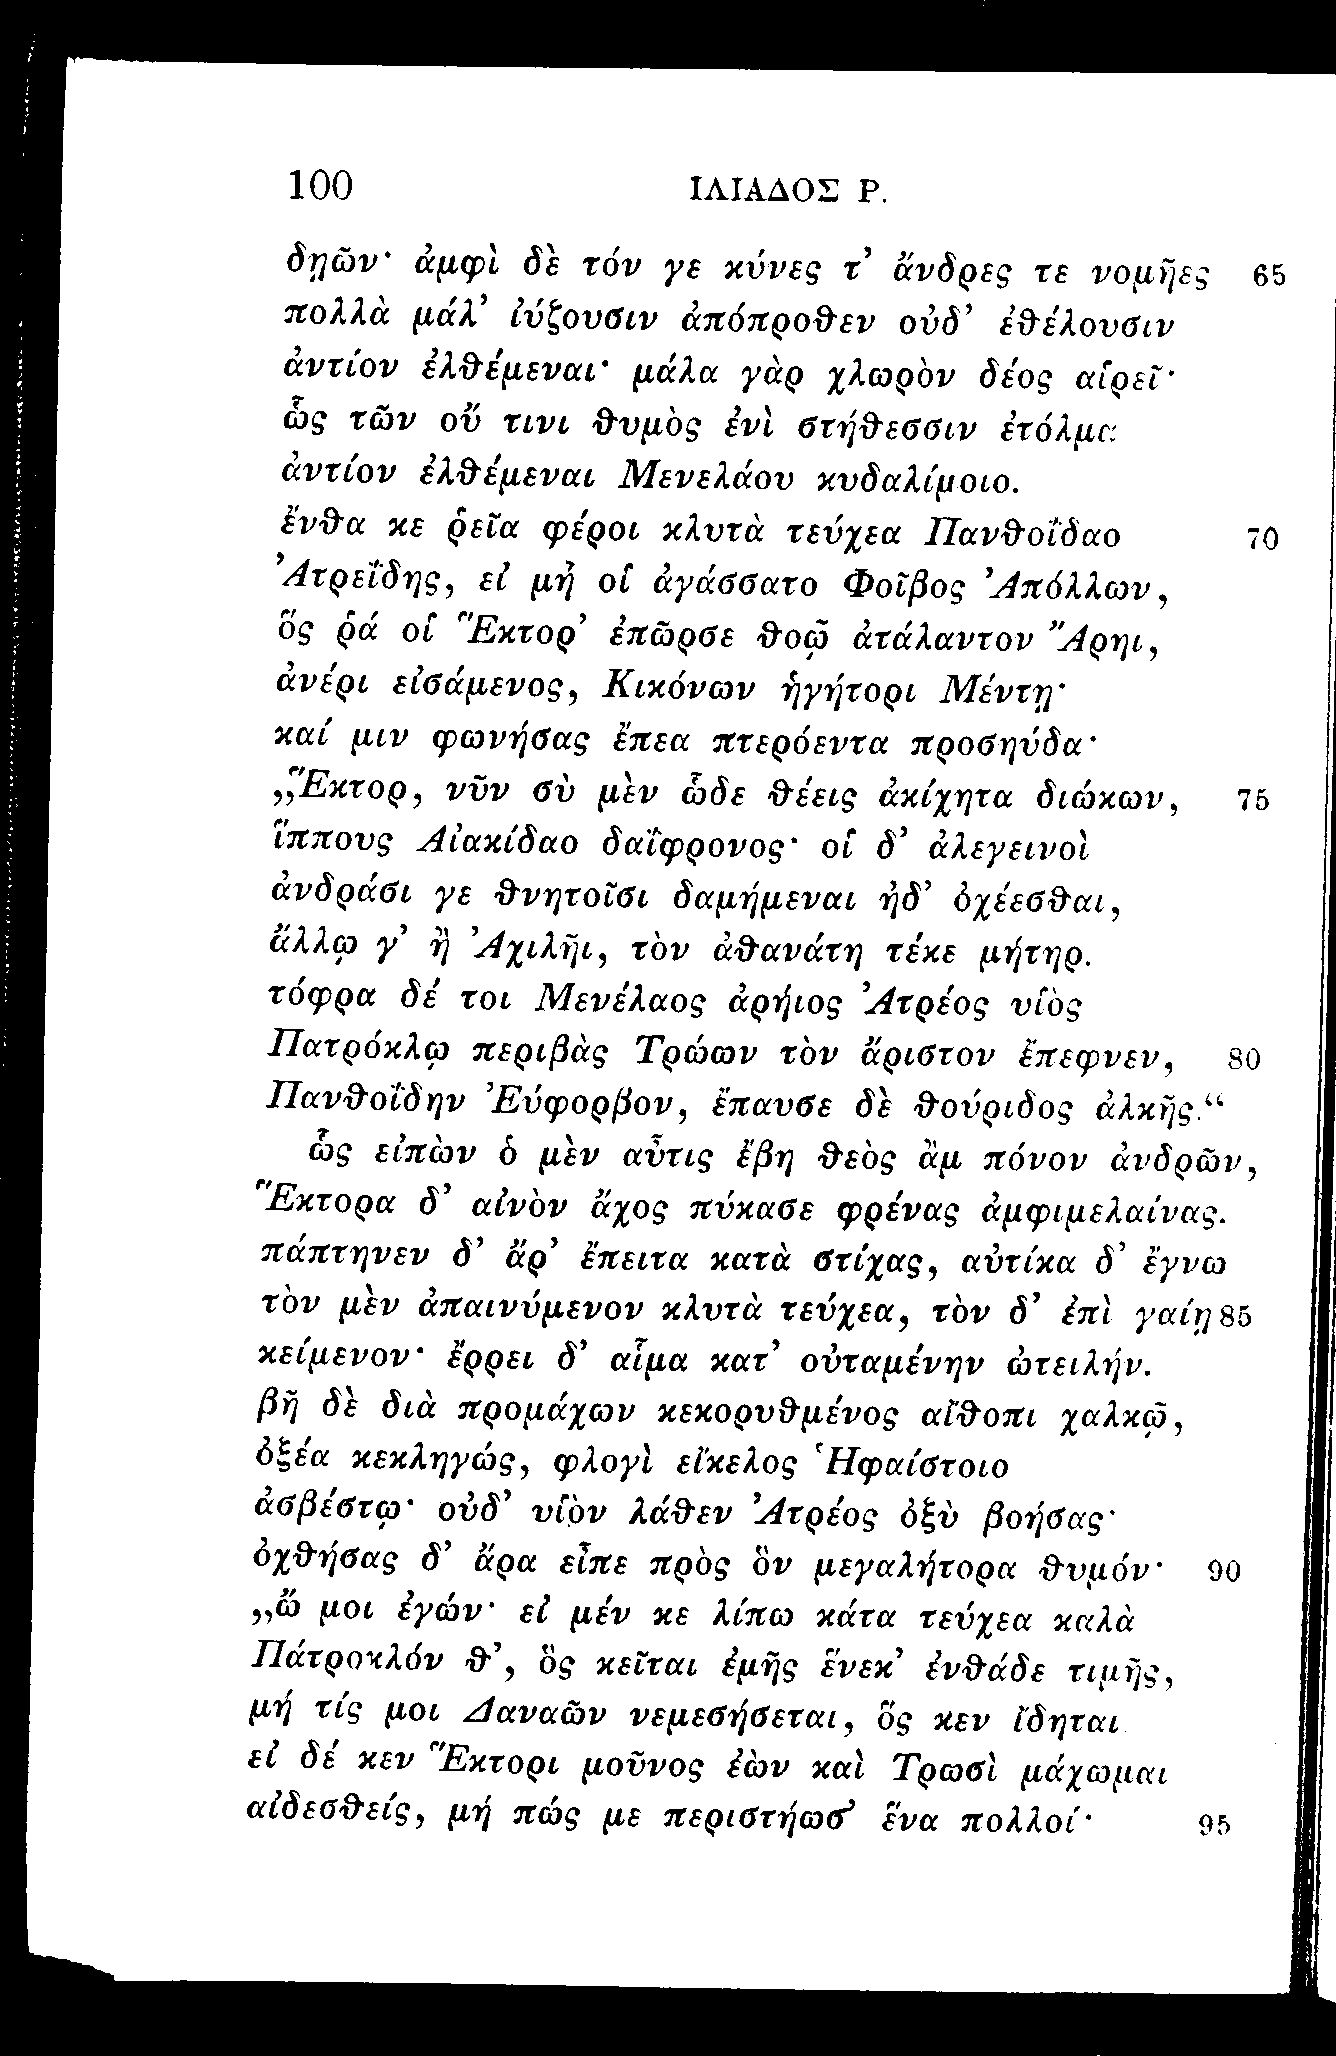 100 ΙΛΙΑΔΟΣ Ρ.
δῃῶν· ἀμφὶ δὲ τόν γε κύνες τ’ ἄνδρες τε νομῆες 65
πολλὰ μάλ’ ἰύζουσιν ἀπόπροθεν οὐδ’ ἐθέλουσιν
ἀντίον ἐλθέμεναι· μάλα γὰρ χλωρὸν δέος αἱρεῖ·
ὧς τῶν οὔ τινι θυμὸς ἐνὶ στήθεσσιν ἐτόλμα
ἀντίον ἐλθέμεναι Μενελάου κυδαλίμοιο.
ἔνθα κε ῥεῖα φέροι κλυτὰ τεύχεα Πανθοΐδαο 70
Ἀτρεΐδης, εἰ μή οἱ ἀγάσσατο Φοῖβος Ἀπόλλων,
ὅς ῥά οἱ Ἕκτορ’ ἐπῶρσε θοῷ ἀτάλαντον Ἄρηι,
ἀνέρι εἰσάμενος, Κικόνων ἡγήτορι Μέντῃ·
καί μιν φωνήσας ἔπεα πτερόεντα προσηύδα·
„Ἕκτορ, νῦν σὺ μὲν ὧδε θέεις ἀκίχητα διώκων, 75
ἵππους Αἰακίδαο δαΐφρονος· οἱ δ’ ἀλεγεινοὶ
ἀνδράσι γε θνητοῖσι δαμήμεναι ἠδ’ ὀχέεσθαι,
ἄλλῳ γ’ ἢ Ἀχιλῆι, τὸν ἀθανάτη τέκε μήτηρ.
τόφρα δέ τοι Μενέλαος ἀρήιος Ἀτρέος υἱὸς
Πατρόκλῳ περιβὰς Τρώων τὸν ἄριστον ἔπεφνεν, 80
Πανθοΐδην Ἐύφορβον, ἔπαυσε δὲ θούριδος ἀλκῆς.“
ὧς εἰπὼν ὁ μὲν αὖτις ἔβη θεὸς ἂμ πόνον ἀνδρῶν,
Ἕκτορα δ’ αἰνὸν ἄχος πύκασε φρένας ἀμφιμελαίνας.
πάπτηνεν δ’ ἄρ’ ἔπειτα κατὰ στίχας, αὐτίκα δ’ ἔγνω
τὸν μὲν ἀπαινύμενον κλυτὰ τεύχεα, τὸν δ’ ἐπὶ γαίῃ 85
κείμενον· ἔρρει δ’ αἷμα κατ’ οὐταμένην ὠτειλήν.
βῆ δὲ διὰ προμάχων κεκορυθμένος αἴθοπι χαλκῷ,
ὀξέα κεκληγώς, φλογὶ εἴκελος Ἡφαίστοιο
ἀσβέστῳ· οὐδ’ υἱὸν λάθεν Ἀτρέος ὀξὺ βοήσας·
ὀχθήσας δ’ ἄρα εἶπε πρὸς ὃν μεγαλήτορα θυμόν· 90
„ὤ μοι ἐγών· εἰ μέν κε λίπω κάτα τεύχεα καλὰ
Πάτροκλόν θ’, ὃς κεῖται ἐμῆς ἕνεκ’ ἐνθάδε τιμῆς,
μή τίς μοι Δαναῶν νεμεσήσεται, ὅς κεν ἴδηται
εἰ δέ κεν Ἕκτορι μοῦνος ἐὼν καὶ Τρωσὶ μάχωμαι
αἰδεσθείς, μή πώς με περιστήωσ’ ἕνα πολλοί· 95